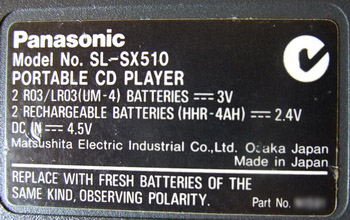 Panasonic
Model No. SL-SX510
PORTABLE CD PLAYER
2 R03/LR03(UM-4) BATTERIES ⎓ 3V
2 RECHARGEABLE BATTERIES (HHR-4AH) ⎓ 2.4V
DC IN ⎓ 4.5V
Matsushita Electric Industrial Co.,Ltd. Osaka Japan
Made in Japan
REPLACE WITH FRESH BATTERIES OF THE
SAME KIND, OBSERVING POLARITY. Part No.